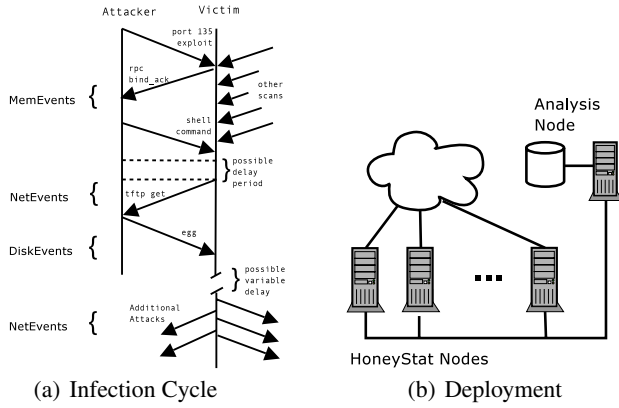 Attacker
Victim
port 135
exploit
rpc
bind_ack
MemEvents {
other
scans
shell
command
possible
delay
period
NetEvents {
tftp get
egg
DiskEvents {
possible
variable
delay
Additional
Attacks
NetEvents {
(a) Infection Cycle
Analysis
Node
HoneyStat Nodes
(b) Deployment